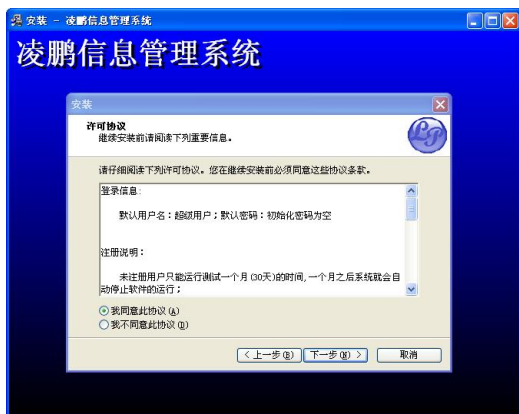 安装 - 凌鹏信息管理系统
凌鹏信息管理系统
安装
许可协议
继续安装前请阅读下列重要信息。
LP
请仔细阅读下列许可协议。您在继续安装前必须同意这些协议条款。
登录信息:
默认用户名：超级用户；默认密码：初始化密码为空
注册说明：
未注册用户只能运行测试一个月(30天)的时间,一个月之后系统就会自
动停止软件的运行；
我同意此协议(A)
我不同意此协议(D)
< 上一步(B)
下一步(N) >
取消